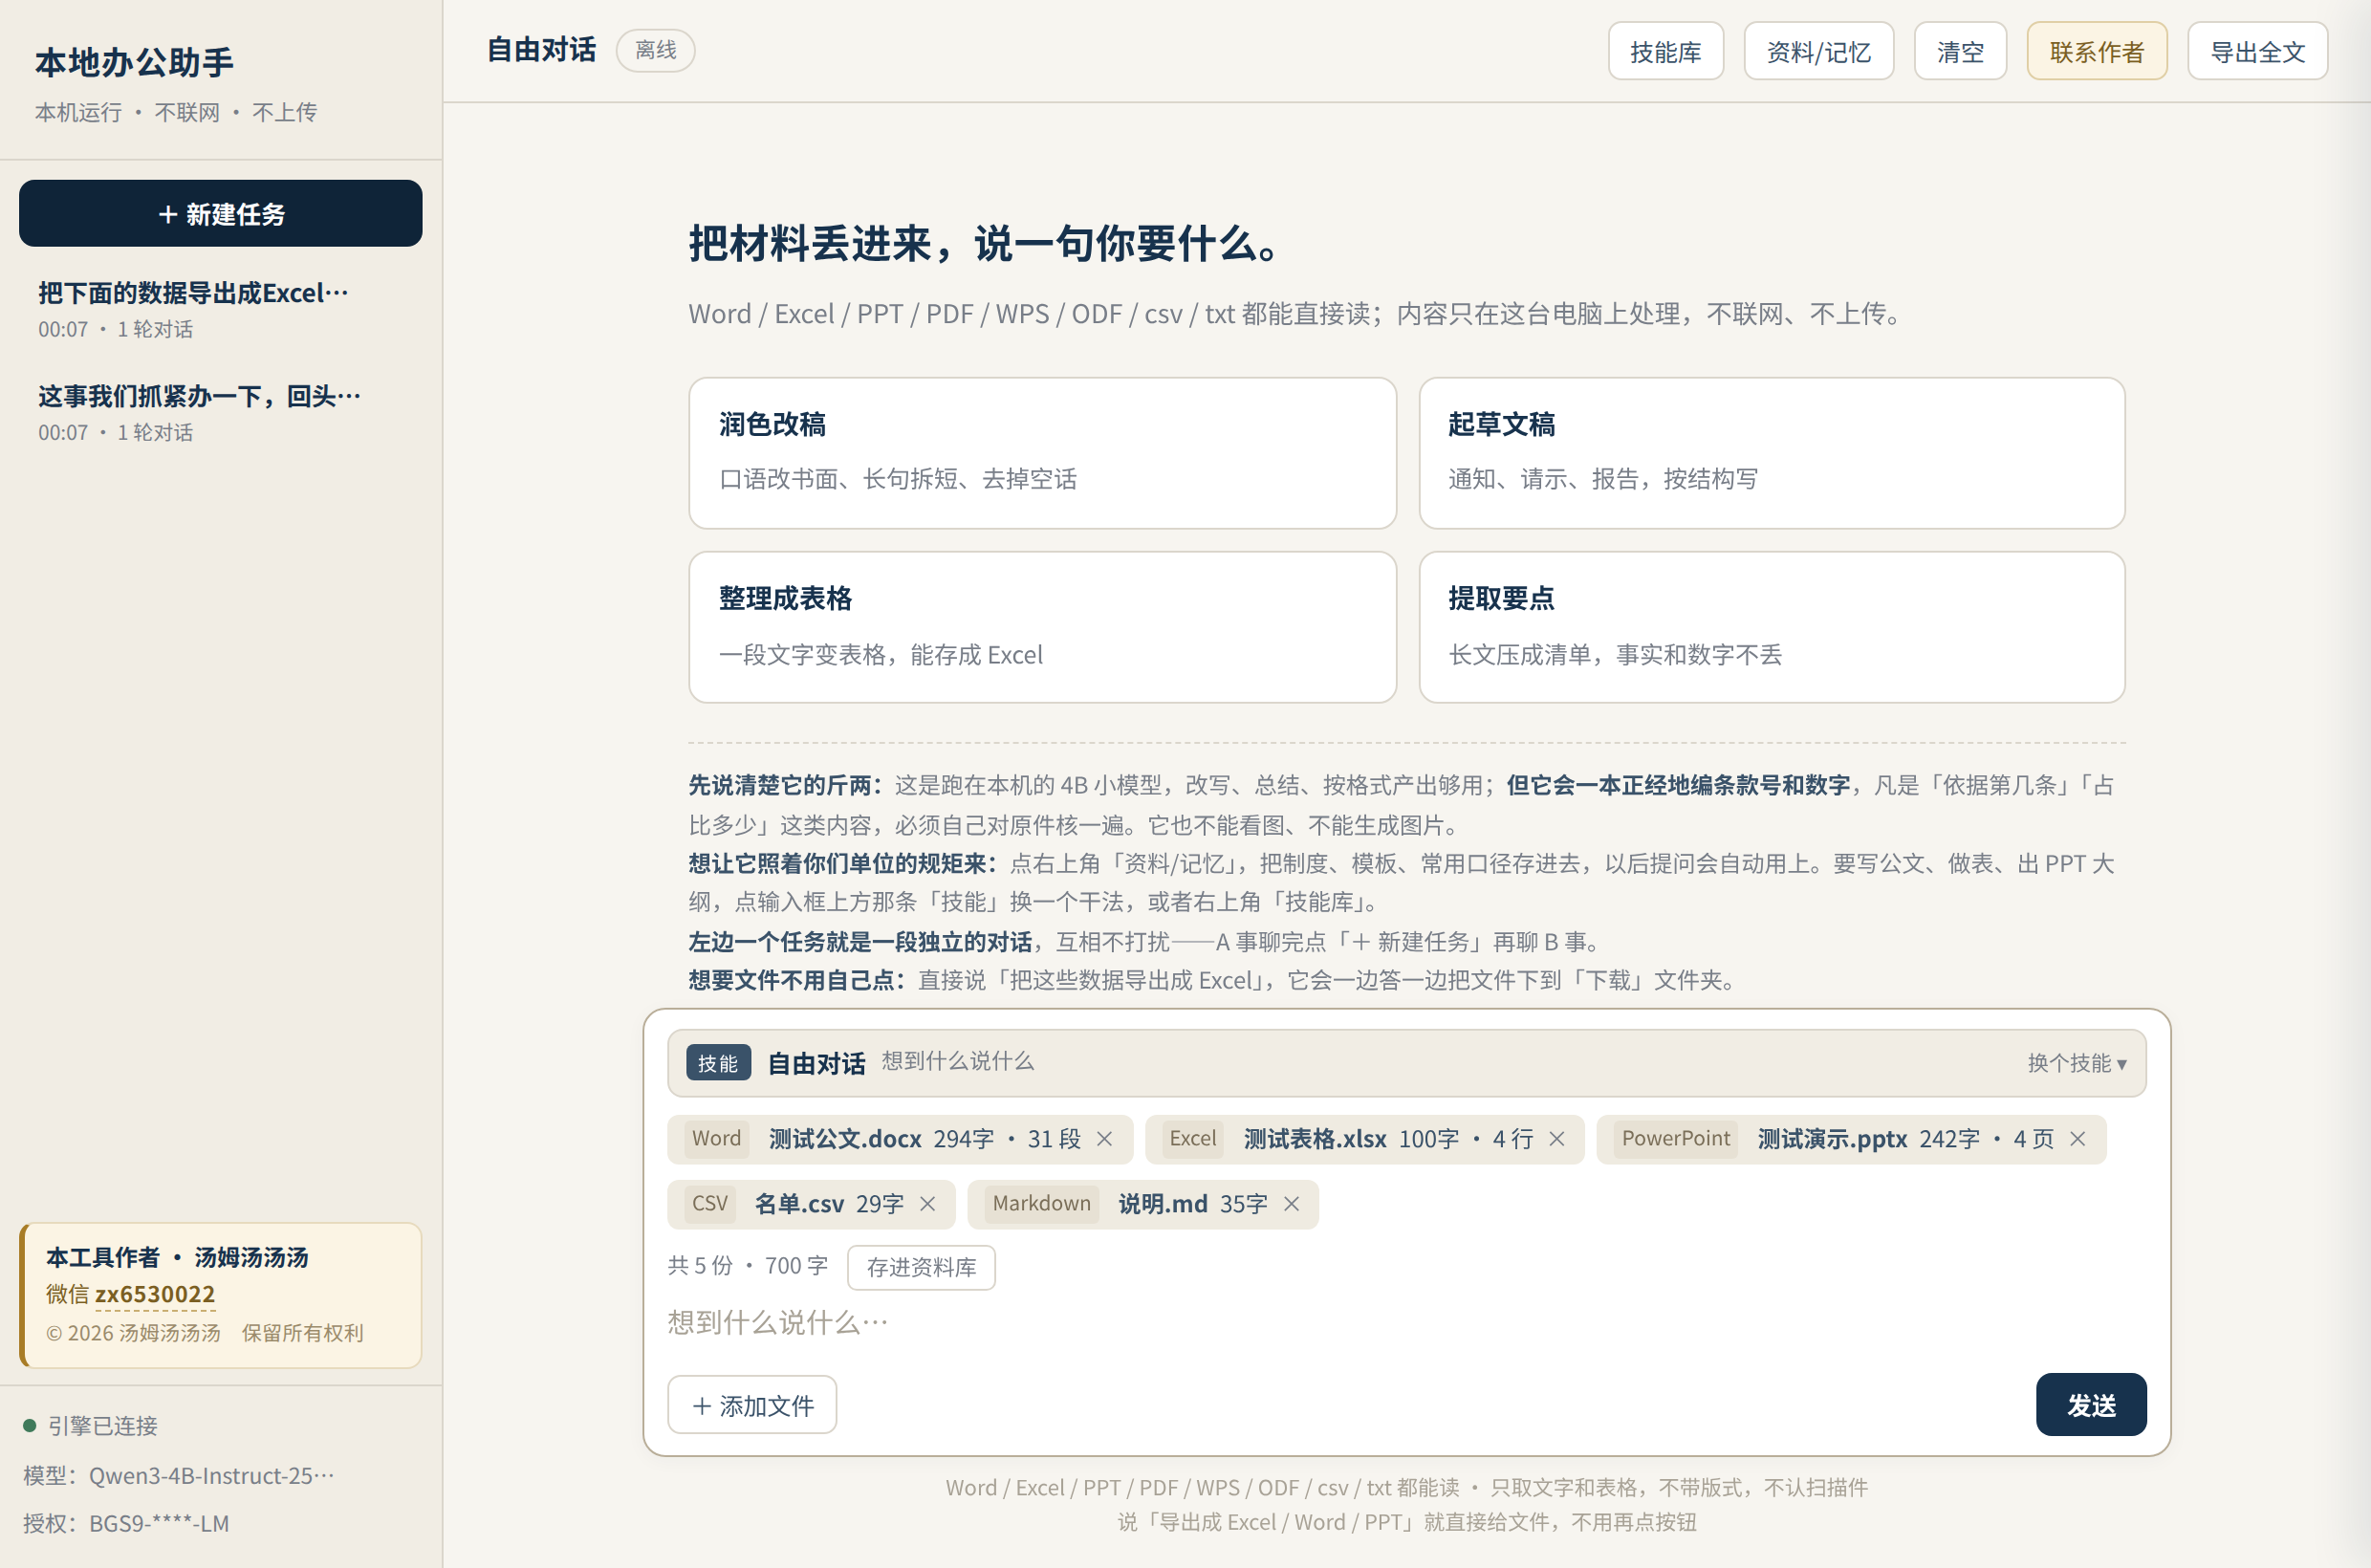 本地办公助手
本机运行 · 不联网 · 不上传
＋ 新建任务
把下面的数据导出成Excel…
00:07 · 1 轮对话
这事我们抓紧办一下，回头…
00:07 · 1 轮对话
本工具作者 · 汤姆汤汤汤
微信 zx6530022
© 2026 汤姆汤汤汤　保留所有权利
引擎已连接
模型：Qwen3-4B-Instruct-25…
授权：BGS9-****-LM
自由对话 离线
技能库 资料/记忆 清空 联系作者 导出全文
把材料丢进来，说一句你要什么。
Word / Excel / PPT / PDF / WPS / ODF / csv / txt 都能直接读；内容只在这台电脑上处理，不联网、不上传。
润色改稿
口语改书面、长句拆短、去掉空话
起草文稿
通知、请示、报告，按结构写
整理成表格
一段文字变表格，能存成 Excel
提取要点
长文压成清单，事实和数字不丢
先说清楚它的斤两：这是跑在本机的 4B 小模型，改写、总结、按格式产出够用；但它会一本正经地编条款号和数字，凡是「依据第几条」「占
比多少」这类内容，必须自己对原件核一遍。它也不能看图、不能生成图片。
想让它照着你们单位的规矩来：点右上角「资料/记忆」，把制度、模板、常用口径存进去，以后提问会自动用上。要写公文、做表、出 PPT 大
纲，点输入框上方那条「技能」换一个干法，或者右上角「技能库」。
左边一个任务就是一段独立的对话，互相不打扰——A 事聊完点「＋ 新建任务」再聊 B 事。
想要文件不用自己点：直接说「把这些数据导出成 Excel」，它会一边答一边把文件下到「下载」文件夹。
技能 自由对话 想到什么说什么 换个技能 ▾
Word 测试公文.docx 294字 · 31 段 × Excel 测试表格.xlsx 100字 · 4 行 × PowerPoint 测试演示.pptx 242字 · 4 页 ×
CSV 名单.csv 29字 × Markdown 说明.md 35字 ×
共 5 份 · 700 字 存进资料库
想到什么说什么…
＋ 添加文件 发送
Word / Excel / PPT / PDF / WPS / ODF / csv / txt 都能读 · 只取文字和表格，不带版式，不认扫描件
说「导出成 Excel / Word / PPT」就直接给文件，不用再点按钮